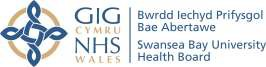 GIG
CYMRU
NHS
WALES
Bwrdd Iechyd Prifysgol
Bae Abertawe
Swansea Bay University
Health Board